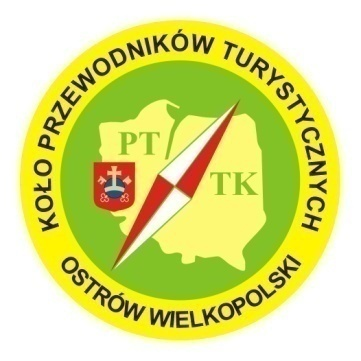 KOŁO PRZEWODNIKÓW TURYSTYCZNYCH
PT
TK
OSTRÓW WIELKOPOLSKI